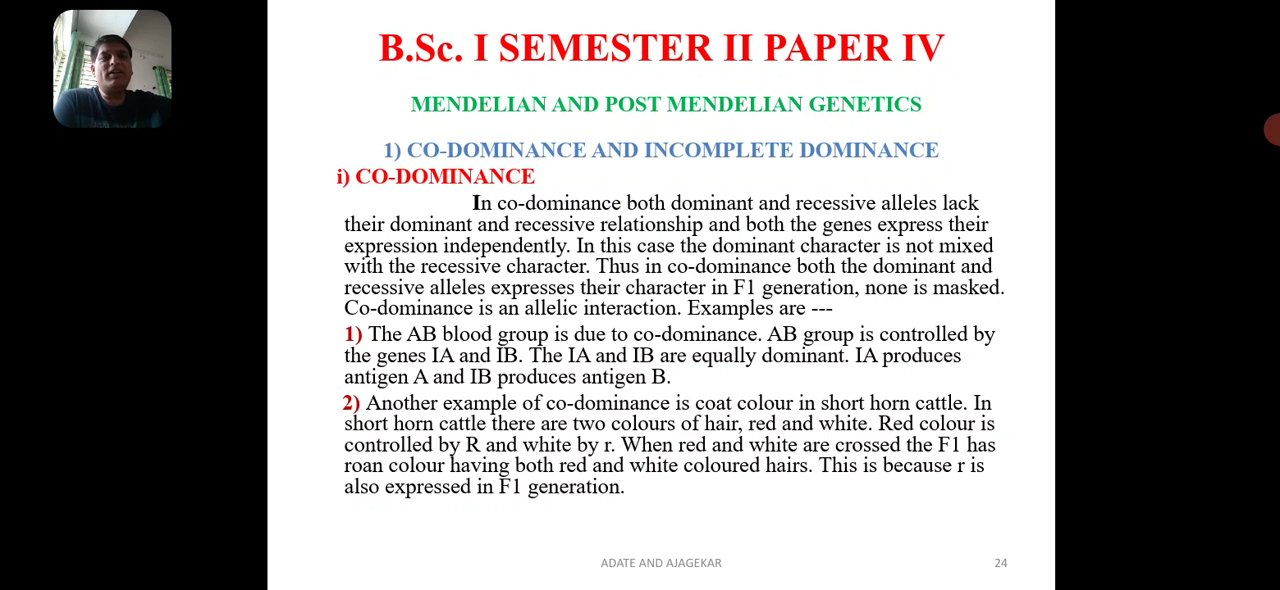 B.Sc. I SEMESTER II PAPER IV
MENDELIAN AND POST MENDELIAN GENETICS
1) CO-DOMINANCE AND INCOMPLETE DOMINANCE
i) CO-DOMINANCE
In co-dominance both dominant and recessive alleles lack
their dominant and recessive relationship and both the genes express their
expression independently. In this case the dominant character is not mixed
with the recessive character. Thus in co-dominance both the dominant and
recessive alleles expresses their character in F1 generation, none is masked.
Co-dominance is an allelic interaction. Examples are ---
1) The AB blood group is due to co-dominance. AB group is controlled by
the genes IA and IB. The IA and IB are equally dominant. IA produces
antigen A and IB produces antigen B.
2) Another example of co-dominance is coat colour in short horn cattle. In
short horn cattle there are two colours of hair, red and white. Red colour is
controlled by R and white by r. When red and white are crossed the F1 has
roan colour having both red and white coloured hairs. This is because r is
also expressed in F1 generation.
ADATE AND AJAGEKAR
24